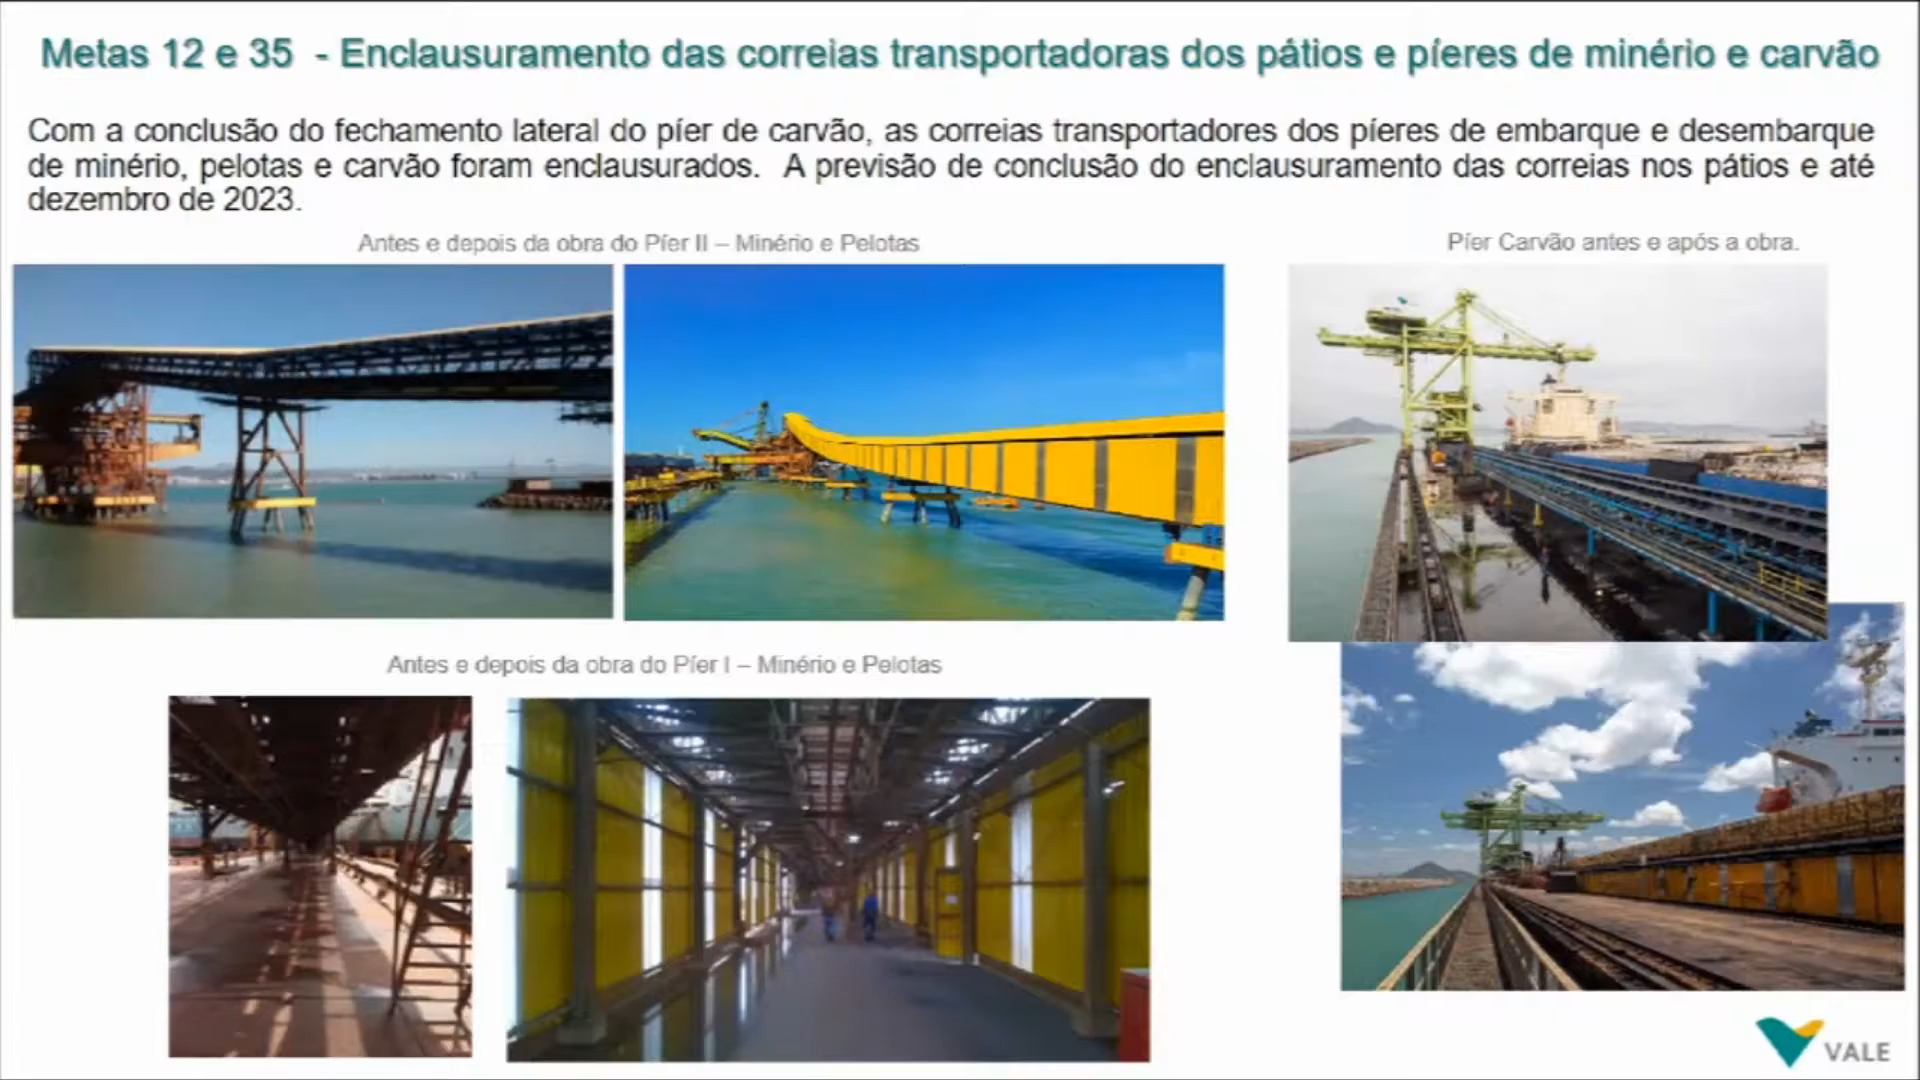 Metas 12 e 35 - Enclausuramento das correias transportadoras dos pátios e píeres de minério e carvão
Com a conclusão do fechamento lateral do píer de carvão, as correias transportadores dos píeres de embarque e desembarque
de minério, pelotas e carvão foram enclausurados. A previsão de conclusão do enclausuramento das correias nos pátios e até
dezembro de 2023.
Antes e depois da obra do Píer II – Minério e Pelotas
Píer Carvão antes e após a obra.
Antes e depois da obra do Píer I – Minério e Pelotas
VALE